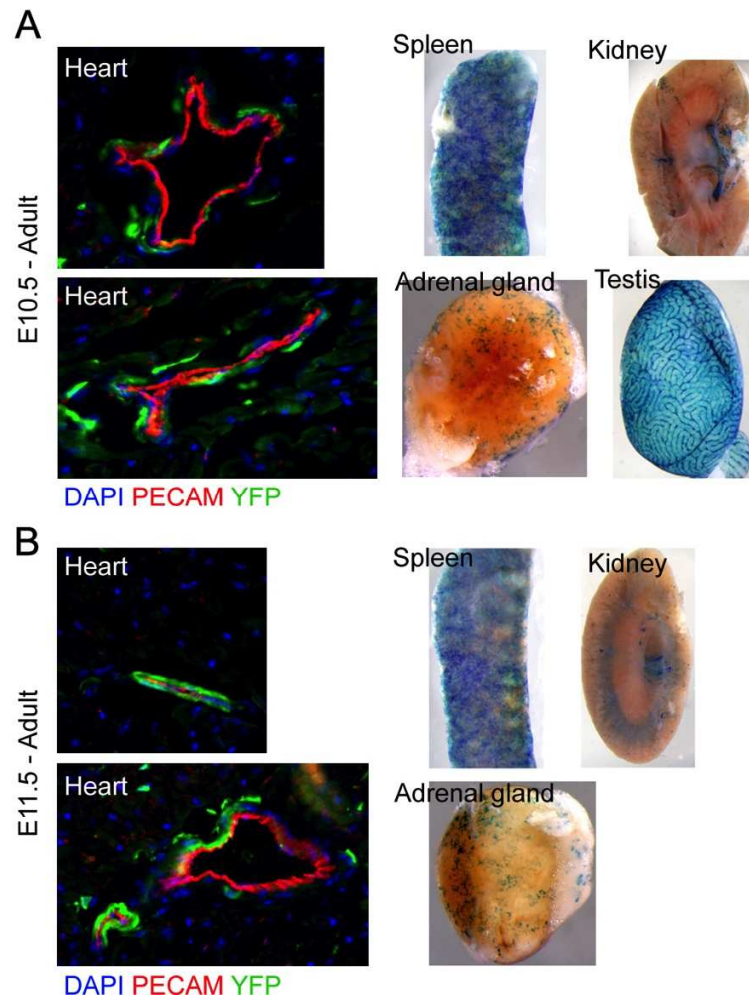 A
Heart
Spleen
Kidney
E10.5 - Adult
Heart
Adrenal gland
Testis
DAPI PECAM YFP
B
Heart
Spleen
Kidney
E11.5 - Adult
Heart
Adrenal gland
DAPI PECAM YFP